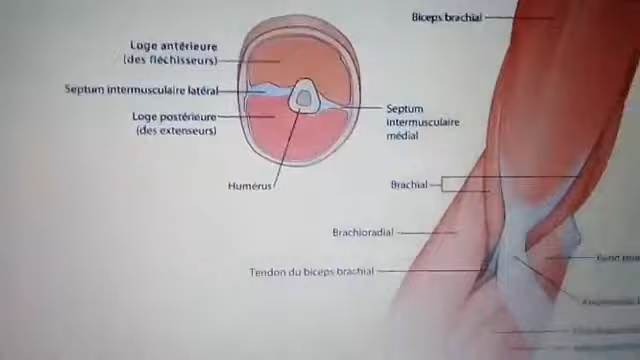 Biceps brachial
Loge antérieure
(des fléchisseurs)
Septum intermusculaire latéral
Loge postérieure
(des extenseurs)
Septum
intermusculaire
médial
Humérus
Brachial
Brachioradial
Tendon du biceps brachial